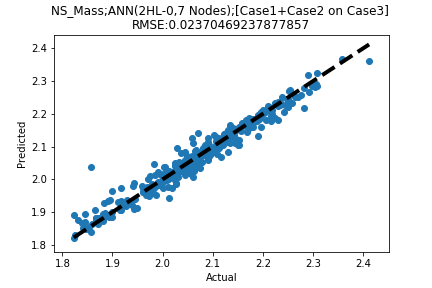 NS_Mass;ANN(2HL-0,7 Nodes);[Case1+Case2 on Case3]
RMSE:0.02370469237877857
2.4
2.3
2.2
2.1
2.0
1.9
1.8
Predicted
1.8 1.9 2.0 2.1 2.2 2.3 2.4
Actual